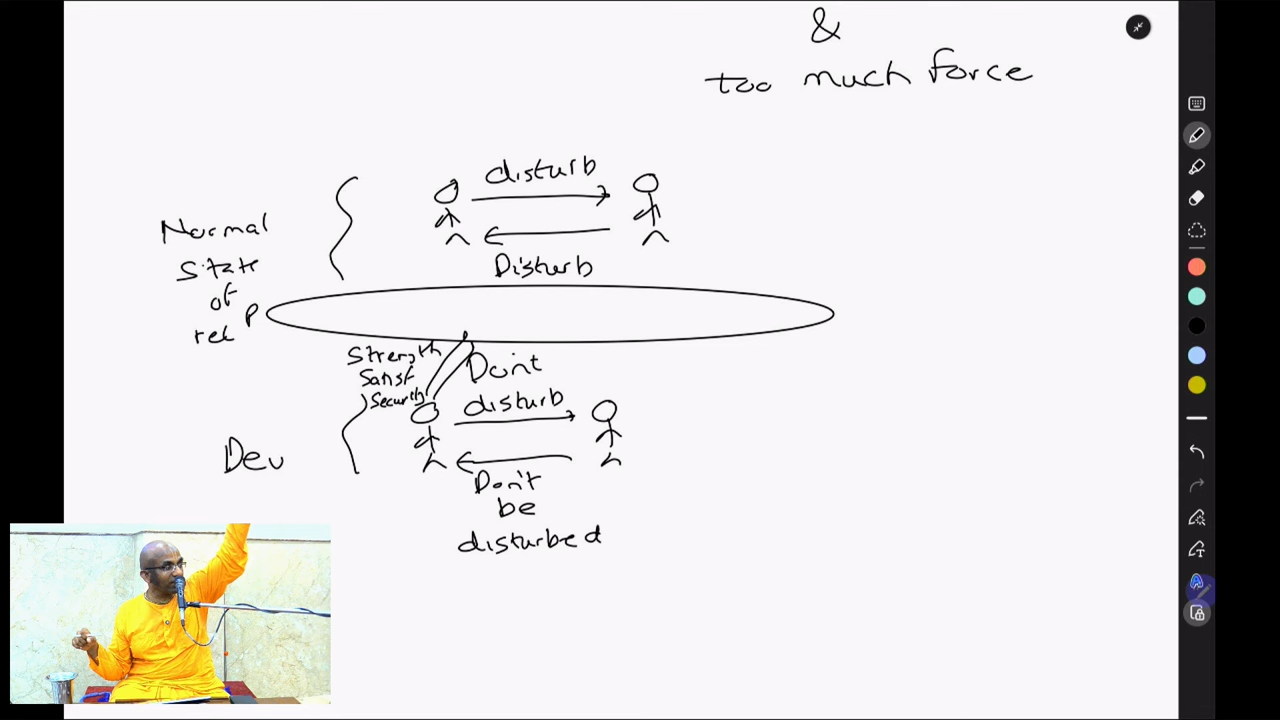 &
too much force
disturb
Normal
State
of
rel P
Disturb
Strength
Satisf
Security
Don't
disturb
Dev
Don't
be
disturbed